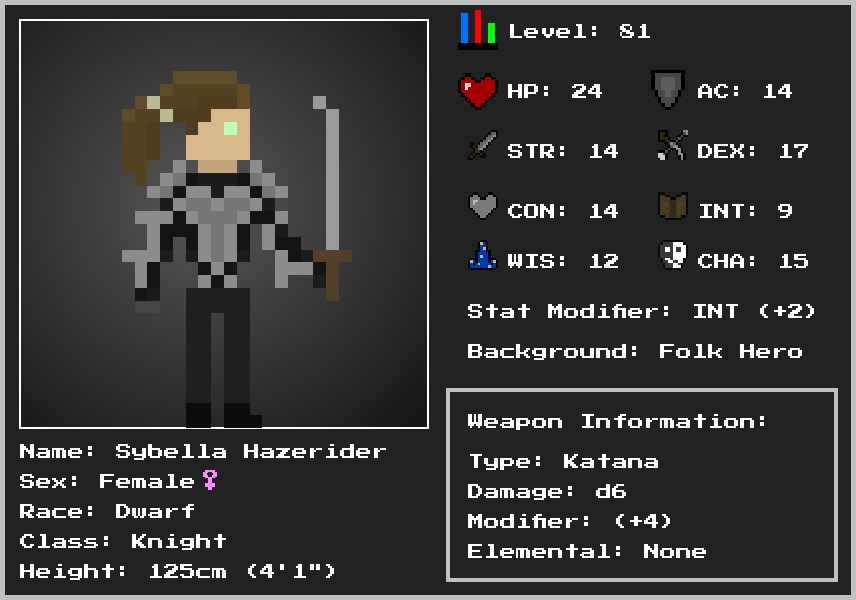 Level: 81
HP: 24 AC: 14
STR: 14 DEX: 17
CON: 14 INT: 9
WIS: 12 CHA: 15
Stat Modifier: INT (+2)
Background: Folk Hero
Weapon Information:
Type: Katana
Damage: d6
Modifier: (+4)
Elemental: None
Name: Sybella Hazerider
Sex: Female♀
Race: Dwarf
Class: Knight
Height: 125cm (4'1")